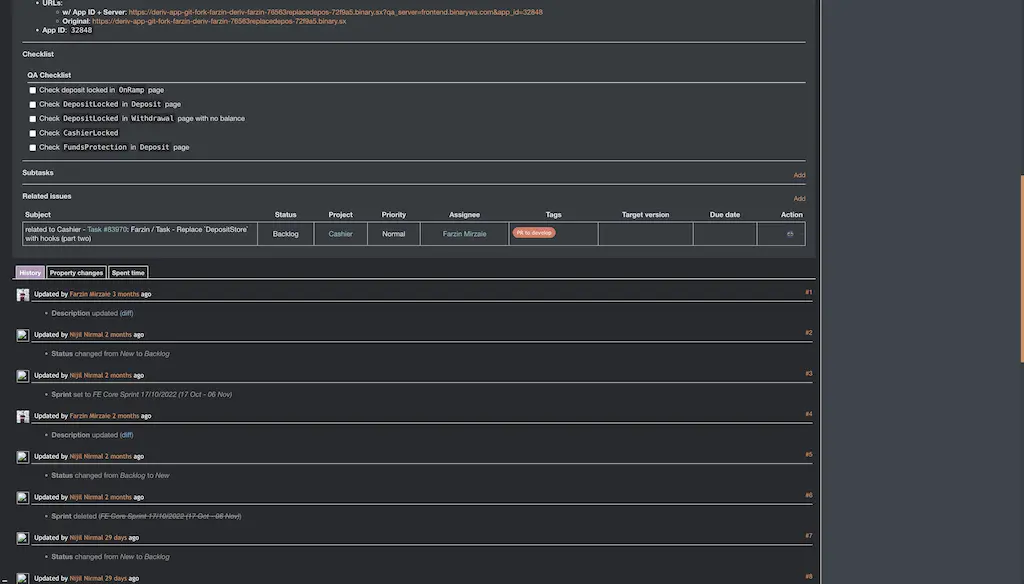 • URLs:
w/ App ID + Server: https://deriv-app-git-fork-farzin-deriv-farzin-76563replacedepos-72f9a5.binary.sx?qa_server=frontend.binaryws.com&app_id=32848
Original: https://deriv-app-git-fork-farzin-deriv-farzin-76563replacedepos-72f9a5.binary.sx
• App ID: 32848
Checklist
QA Checklist
Check deposit locked in OnRamp page
Check DepositLocked in Deposit page
Check DepositLocked in Withdrawal page with no balance
Check CashierLocked
Check FundsProtection in Deposit page
Subtasks Add
Related issues Add
Subject Status Project Priority Assignee Tags Target version Due date Action
related to Cashier - Task #83970: Farzin / Task - Replace `DepositStore` Backlog Cashier Normal Farzin Mirzaie PR to develop
with hooks (part two)
History Property changes Spent time
Updated by Farzin Mirzaie 3 months ago #1
• Description updated (diff)
Updated by Nijil Nirmal 2 months ago #2
• Status changed from New to Backlog
Updated by Nijil Nirmal 2 months ago #3
• Sprint set to FE Core Sprint 17/10/2022 (17 Oct - 06 Nov)
Updated by Farzin Mirzaie 2 months ago #4
• Description updated (diff)
Updated by Nijil Nirmal 2 months ago #5
• Status changed from Backlog to New
Updated by Nijil Nirmal 2 months ago #6
• Sprint deleted (FE Core Sprint 17/10/2022 (17 Oct - 06 Nov))
Updated by Nijil Nirmal 29 days ago #7
• Status changed from New to Backlog
Updated by Nijil Nirmal 29 days ago #8